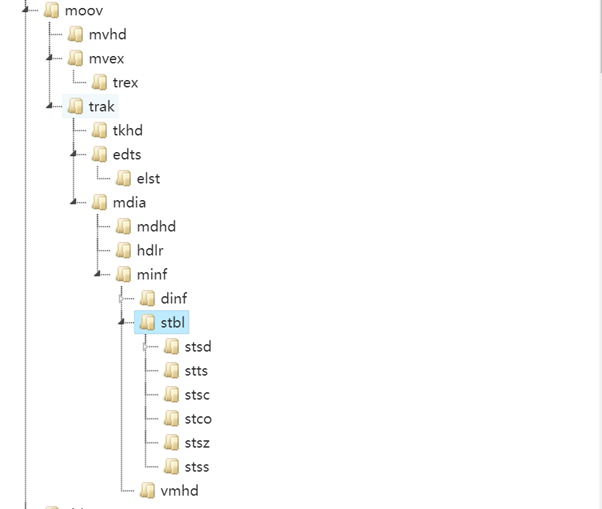 moov
mvhd
mvex
trex
trak
tkhd
edts
elst
mdia
mdhd
hdlr
minf
dinf
stbl
stsd
stts
stsc
stco
stsz
stss
vmhd